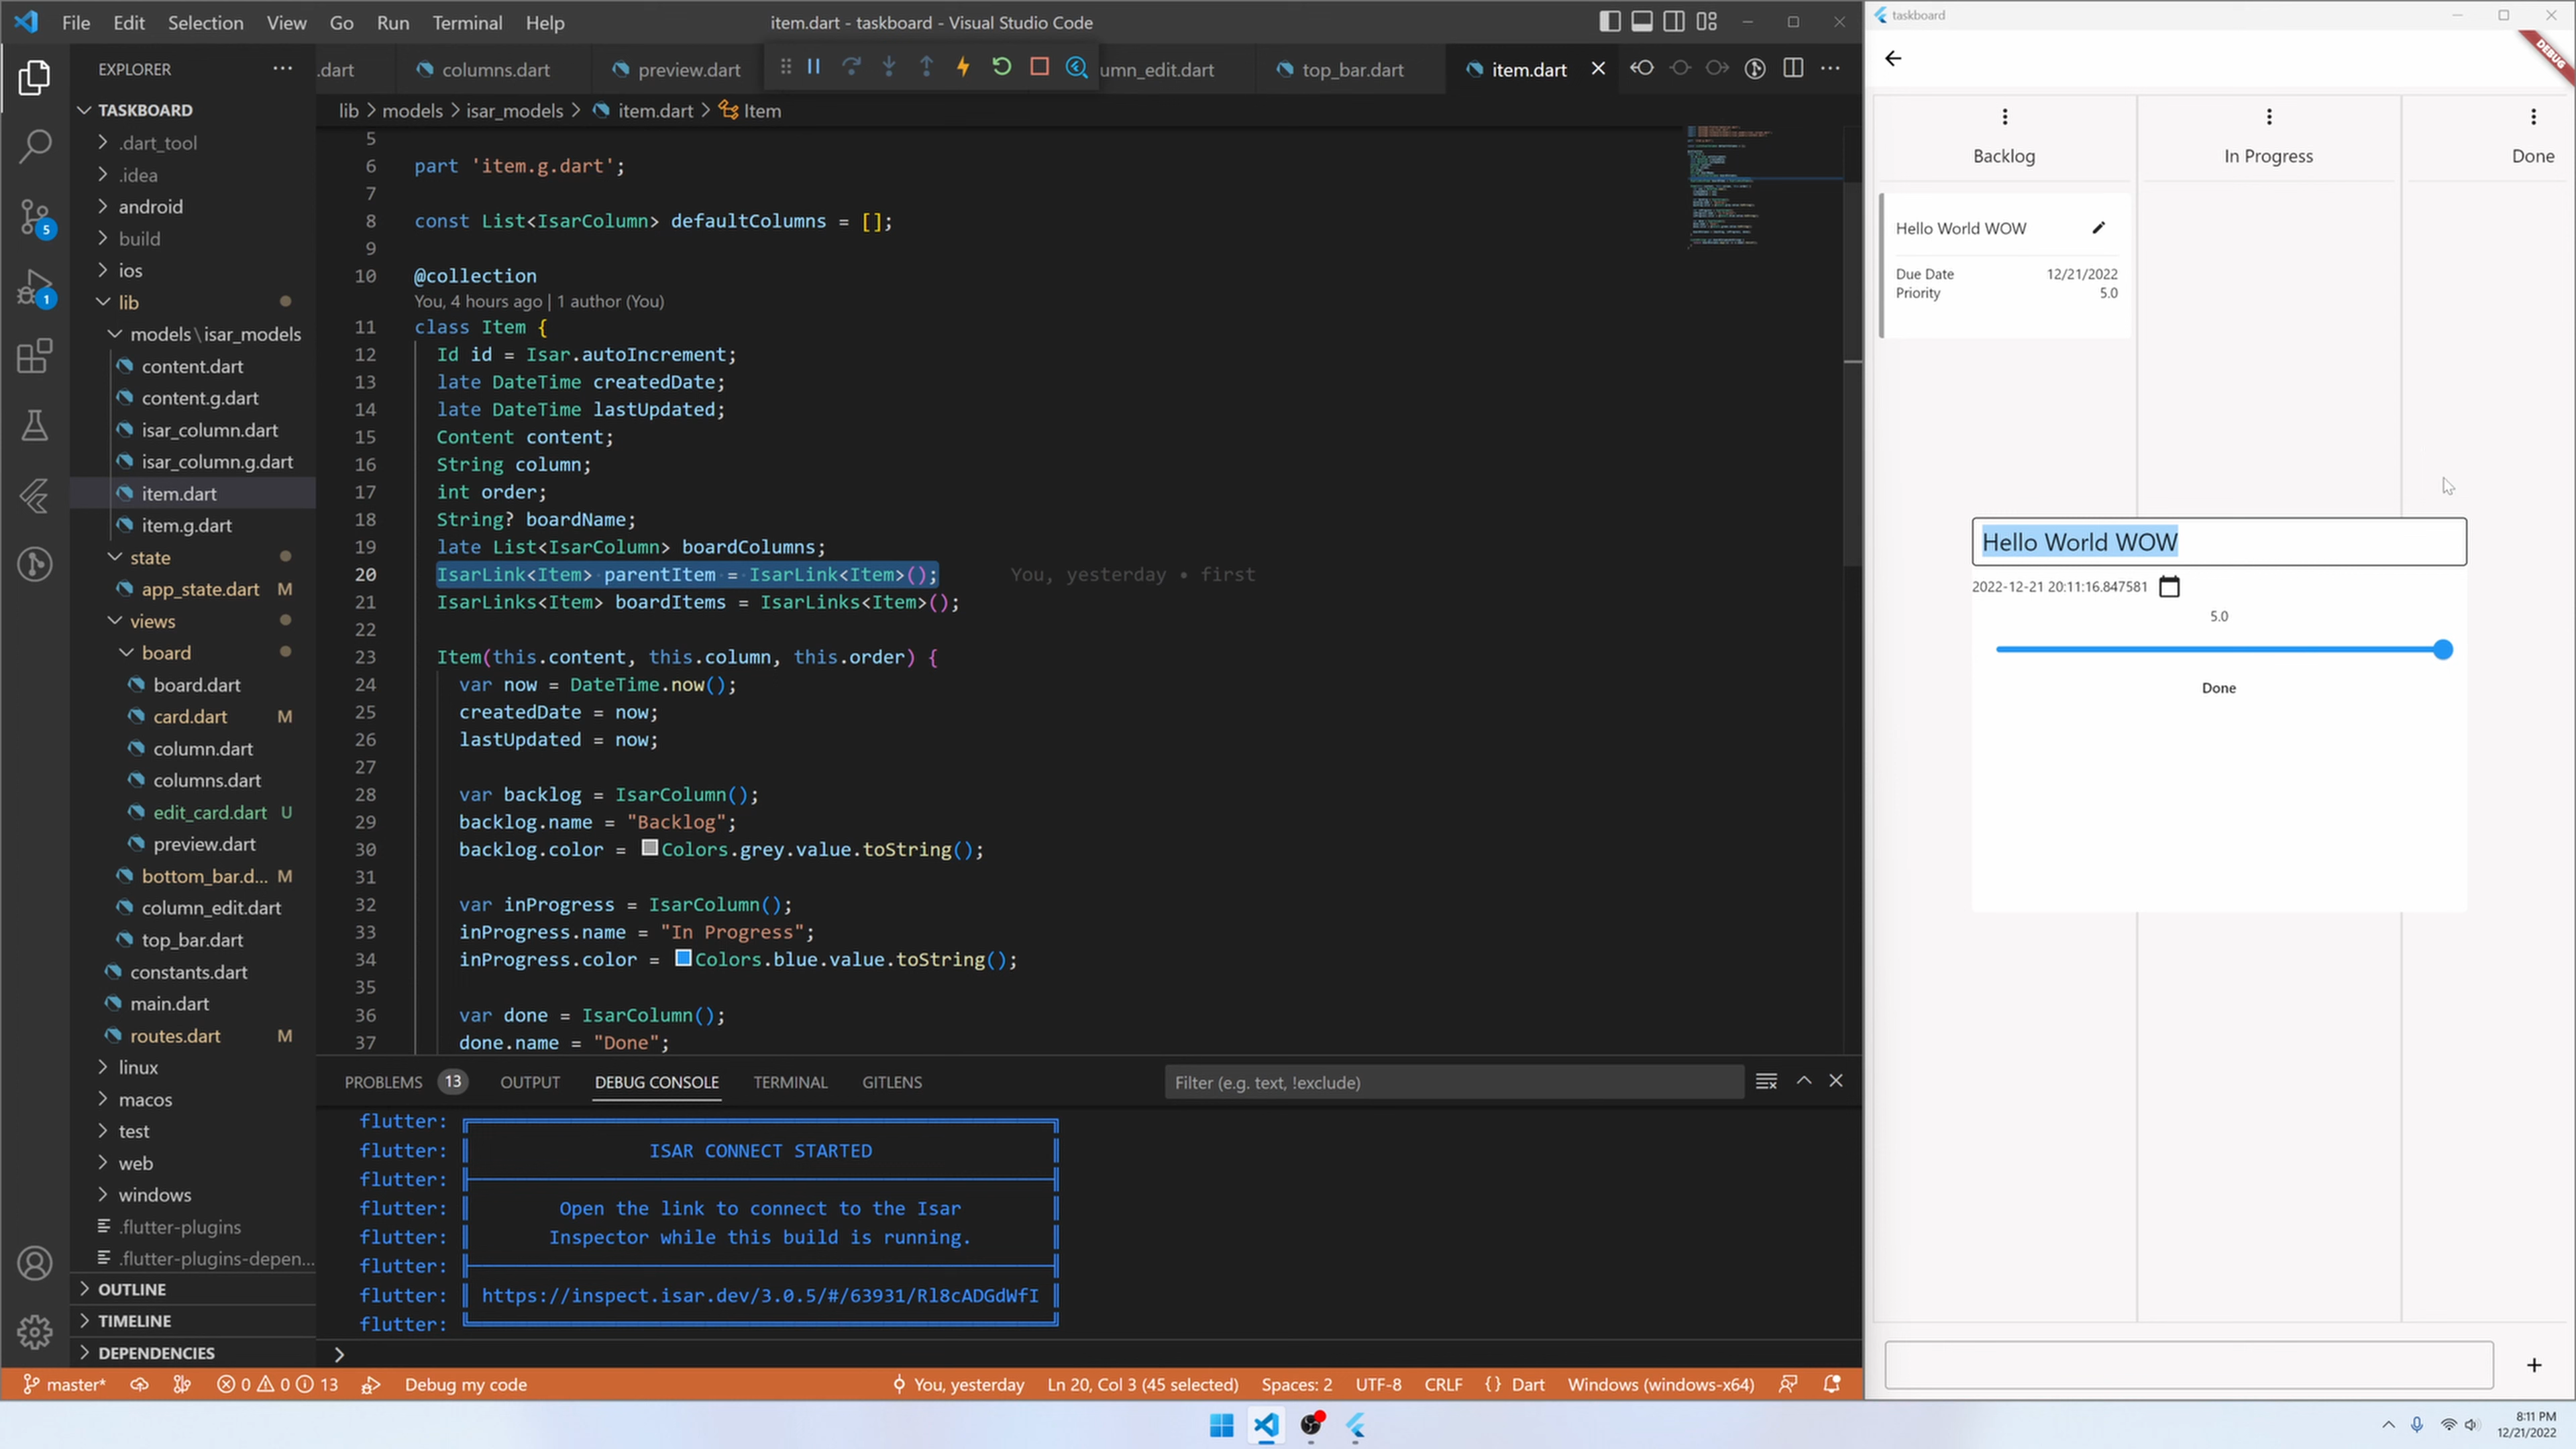 File Edit Selection View Go Run Terminal Help
item.dart - taskboard - Visual Studio Code
EXPLORER
.dart
columns.dart
preview.dart
umn_edit.dart
top_bar.dart
item.dart
TASKBOARD
.dart_tool
.idea
android
build
ios
lib
models\isar_models
content.dart
content.g.dart
isar_column.dart
isar_column.g.dart
item.dart
item.g.dart
state
app_state.dart M
views
board
board.dart
card.dart M
column.dart
columns.dart
edit_card.dart U
preview.dart
bottom_bar.d... M
column_edit.dart
top_bar.dart
constants.dart
main.dart
routes.dart M
linux
macos
test
web
windows
.flutter-plugins
.flutter-plugins-depen...
OUTLINE
TIMELINE
DEPENDENCIES
5
1
lib > models > isar_models > item.dart > Item
5
6 part 'item.g.dart';
7
8 const List<IsarColumn> defaultColumns = [];
9
10 @collection
You, 4 hours ago | 1 author (You)
11 class Item {
12 Id id = Isar.autoIncrement;
13 late DateTime createdDate;
14 late DateTime lastUpdated;
15 Content content;
16 String column;
17 int order;
18 String? boardName;
19 late List<IsarColumn> boardColumns;
20 IsarLink<Item> parentItem = IsarLink<Item>(); You, yesterday • first
21 IsarLinks<Item> boardItems = IsarLinks<Item>();
22
23 Item(this.content, this.column, this.order) {
24 var now = DateTime.now();
25 createdDate = now;
26 lastUpdated = now;
27
28 var backlog = IsarColumn();
29 backlog.name = "Backlog";
30 backlog.color = Colors.grey.value.toString();
31
32 var inProgress = IsarColumn();
33 inProgress.name = "In Progress";
34 inProgress.color = Colors.blue.value.toString();
35
36 var done = IsarColumn();
37 done.name = "Done";
PROBLEMS 13 OUTPUT DEBUG CONSOLE TERMINAL GITLENS
Filter (e.g. text, !exclude)
flutter:
flutter: ISAR CONNECT STARTED
flutter:
flutter: Open the link to connect to the Isar
flutter: Inspector while this build is running.
flutter:
flutter: https://inspect.isar.dev/3.0.5/#/63931/Rl8cADGdWfI
flutter:
master* 0 0 13 Debug my code
You, yesterday Ln 20, Col 3 (45 selected) Spaces: 2 UTF-8 CRLF {} Dart Windows (windows-x64)
taskboard
DEBUG
Backlog
In Progress
Done
Hello World WOW
Due Date 12/21/2022
Priority 5.0
Hello World WOW
2022-12-21 20:11:16.847581
5.0
Done
8:11 PM
12/21/2022